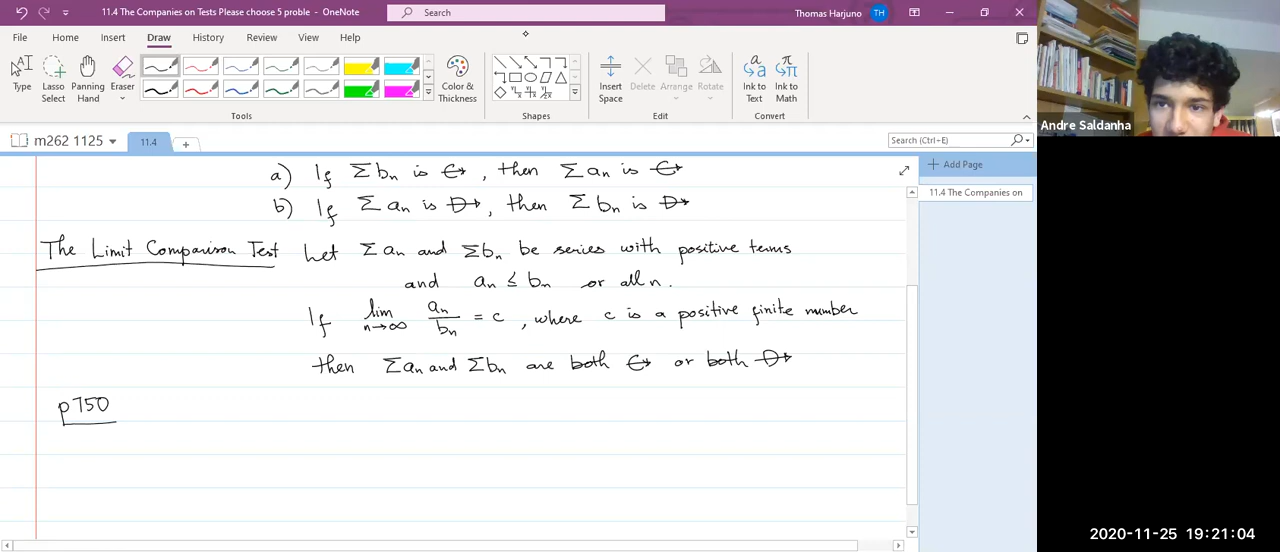 11.4 The Companies on Tests Please choose 5 proble - OneNote
Search
Thomas Harjuno TH
File Home Insert Draw History Review View Help
Type Lasso Select Panning Hand Eraser Color & Thickness Insert Space Delete Arrange Rotate Ink to Text Ink to Math
Tools Shapes Edit Convert
m262 1125 11.4
Search (Ctrl+E)
Add Page
11.4 The Companies on
a) If Σbn is C, then Σan is C
b) If Σan is D, then Σbn is D
The Limit Comparison Test Let Σan and Σbn be series with positive terms
and an ≤ bn or all n.
If lim n→∞ an/bn = c, where c is a positive finite number
then Σan and Σbn are both C or both D
p750
Andre Saldanha
2020-11-25 19:21:04